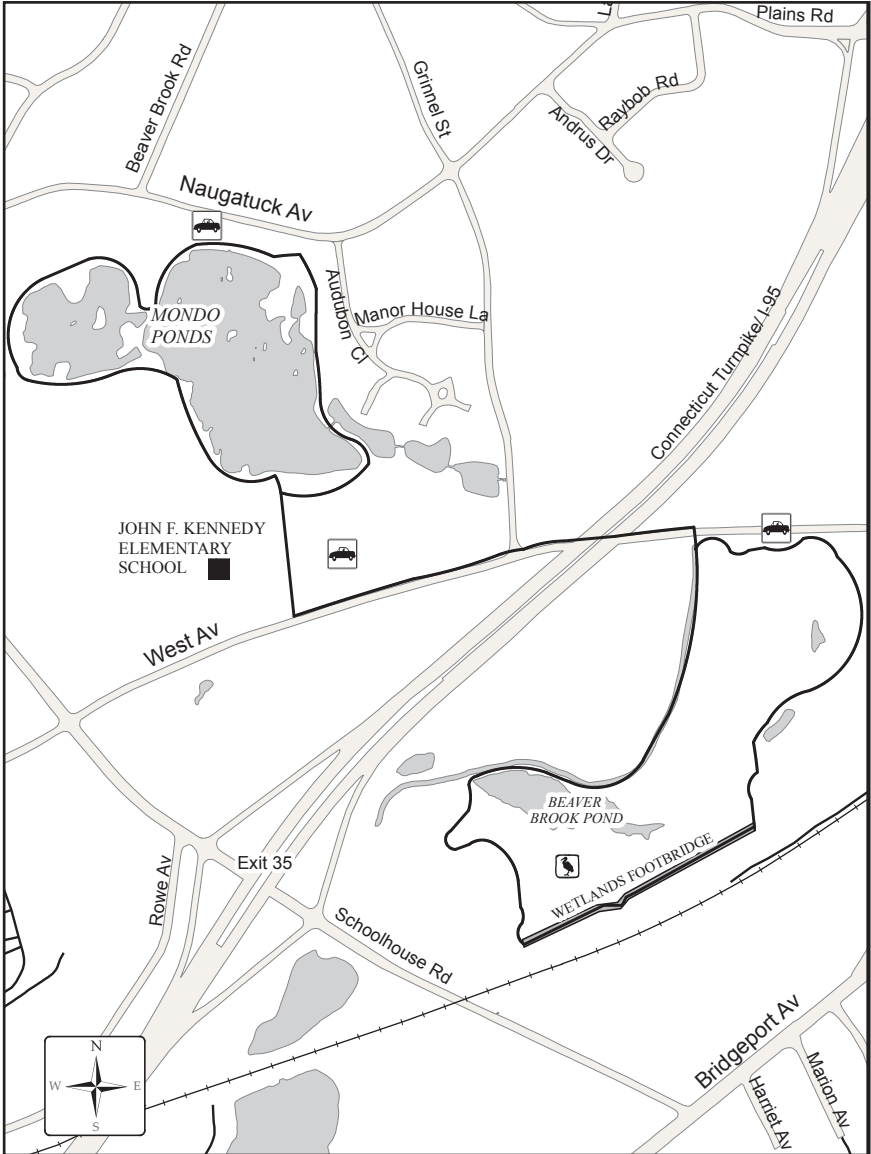 La
Plains Rd
Beaver Brook Rd
Grinnel St
Raybob Rd
Andrus Dr
Naugatuck Av
Audubon Cl
Manor House La
MONDO
PONDS
Connecticut Turnpike/ I-95
JOHN F. KENNEDY
ELEMENTARY
SCHOOL
West Av
BEAVER
BROOK POND
WETLANDS FOOTBRIDGE
Rowe Av
Exit 35
Schoolhouse Rd
Bridgeport Av
Harriet Av
Marion Av
N
W E
S